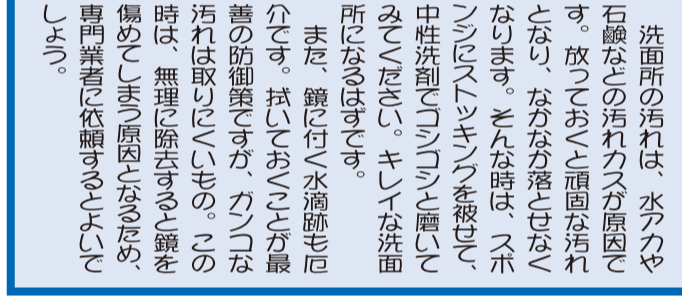 洗面所の汚れは、水アカや
石鹸などの汚れカスが原因で
す。放っておくと頑固な汚れ
となり、なかなか落とせなく
なります。そんな時は、スポ
ンジにストッキングを被せて、
中性洗剤でゴシゴシと磨いて
みてください。キレイな洗面
所になるはずです。
　また、鏡に付く水滴跡も厄
介です。拭いておくことが最
善の防御策ですが、ガンコな
汚れは取りにくいもの。この
時は、無理に除去すると鏡を
傷めてしまう原因となるため、
専門業者に依頼するとよいで
しょう。